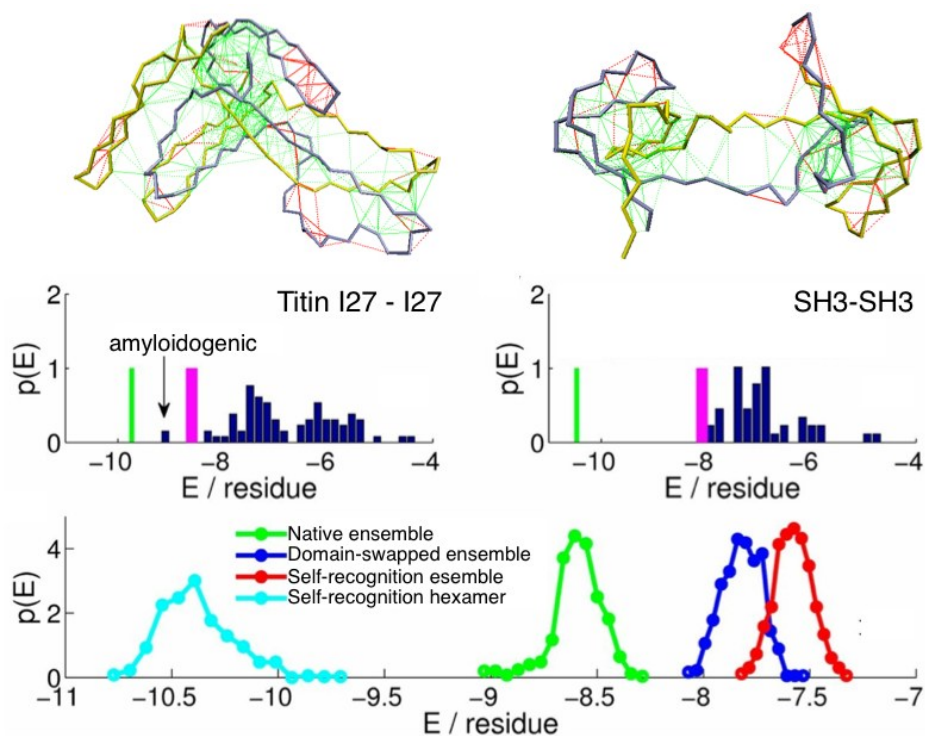 Titin I27 - I27
SH3-SH3
amyloidogenic
p(E)
2
1
0
−10
−8
−6
−4
E / residue
p(E)
2
1
0
−10
−8
−6
−4
E / residue
Native ensemble
Domain-swapped ensemble
Self-recognition esemble
Self-recognition hexamer
p(E)
4
2
0
−11
−10.5
−10
−9.5
−9
−8.5
−8
−7.5
−7
E / residue